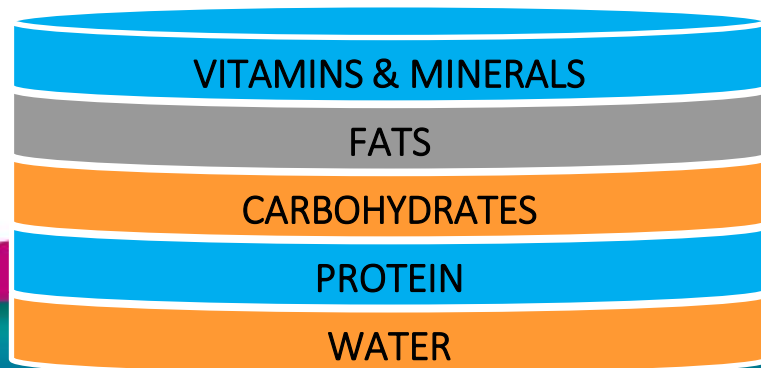 VITAMINS & MINERALS
FATS
CARBOHYDRATES
PROTEIN
WATER